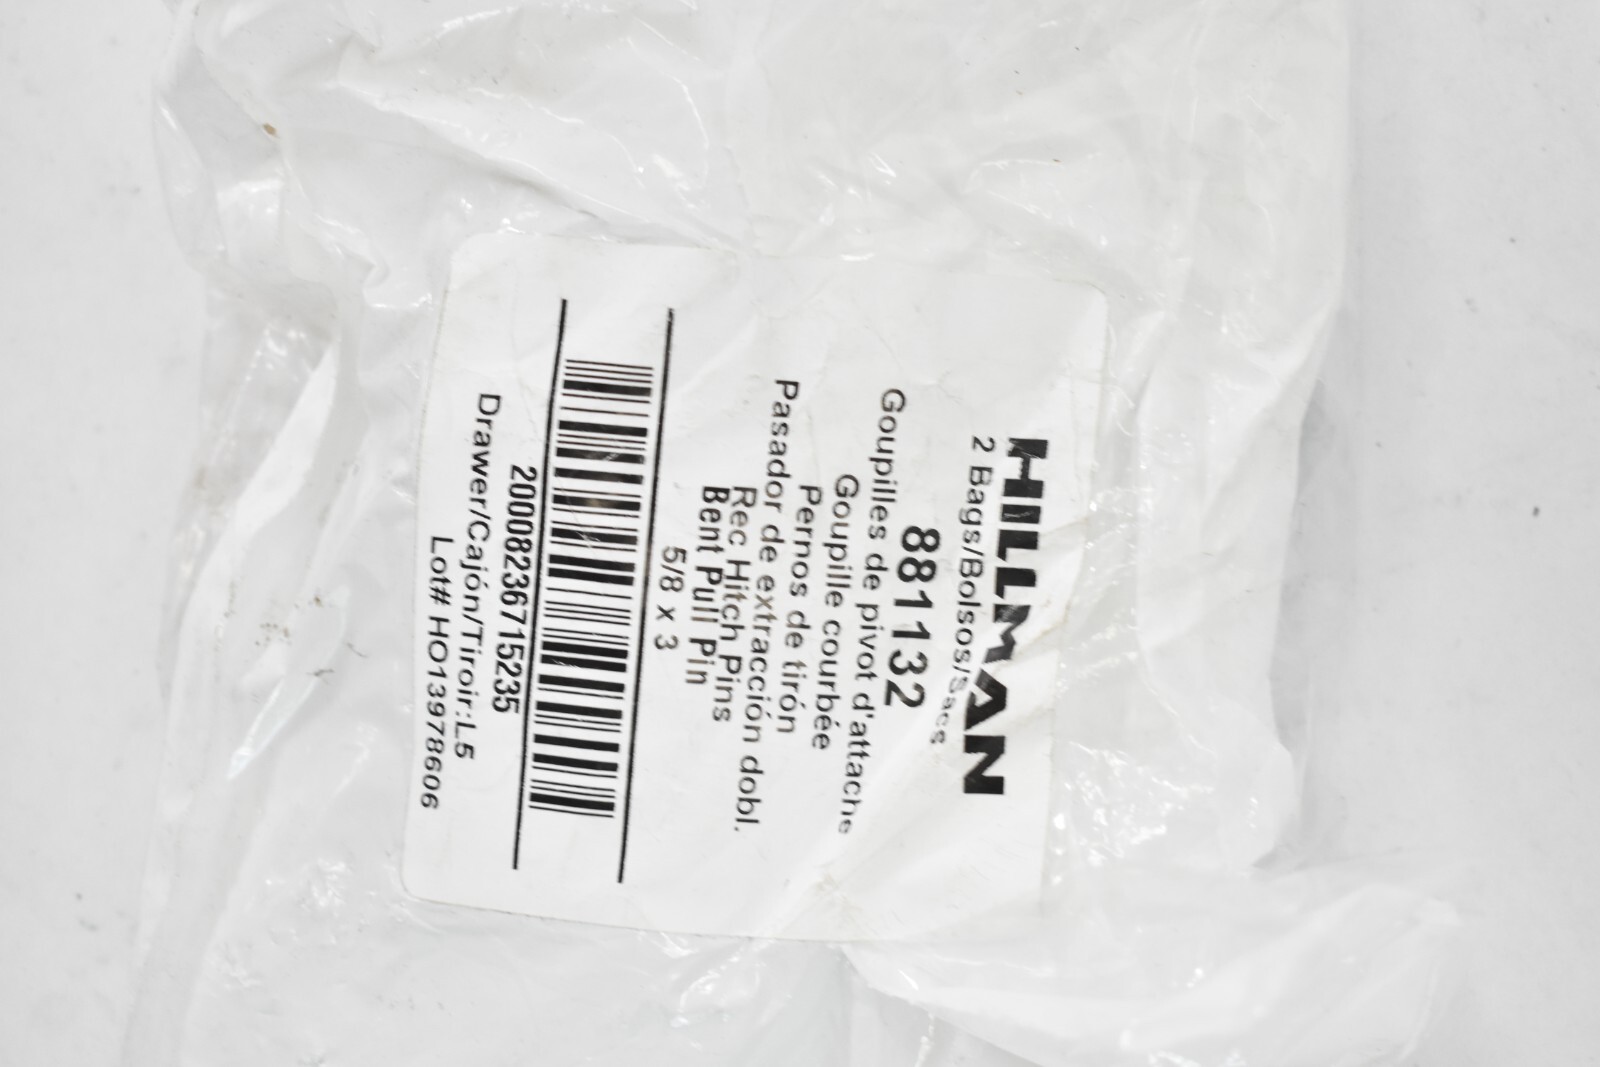 HILLMAN
2 Bags/Bolsos/Sacs
881132
Goupilles de pivot d'attache
Goupille courbée
Pernos de tirón
Pasador de extracción dobl.
Rec Hitch Pins
Bent Pull Pin
5/8 x 3
20008236715235
Drawer/Cajón/Tiroir:L5
Lot# HO13978606